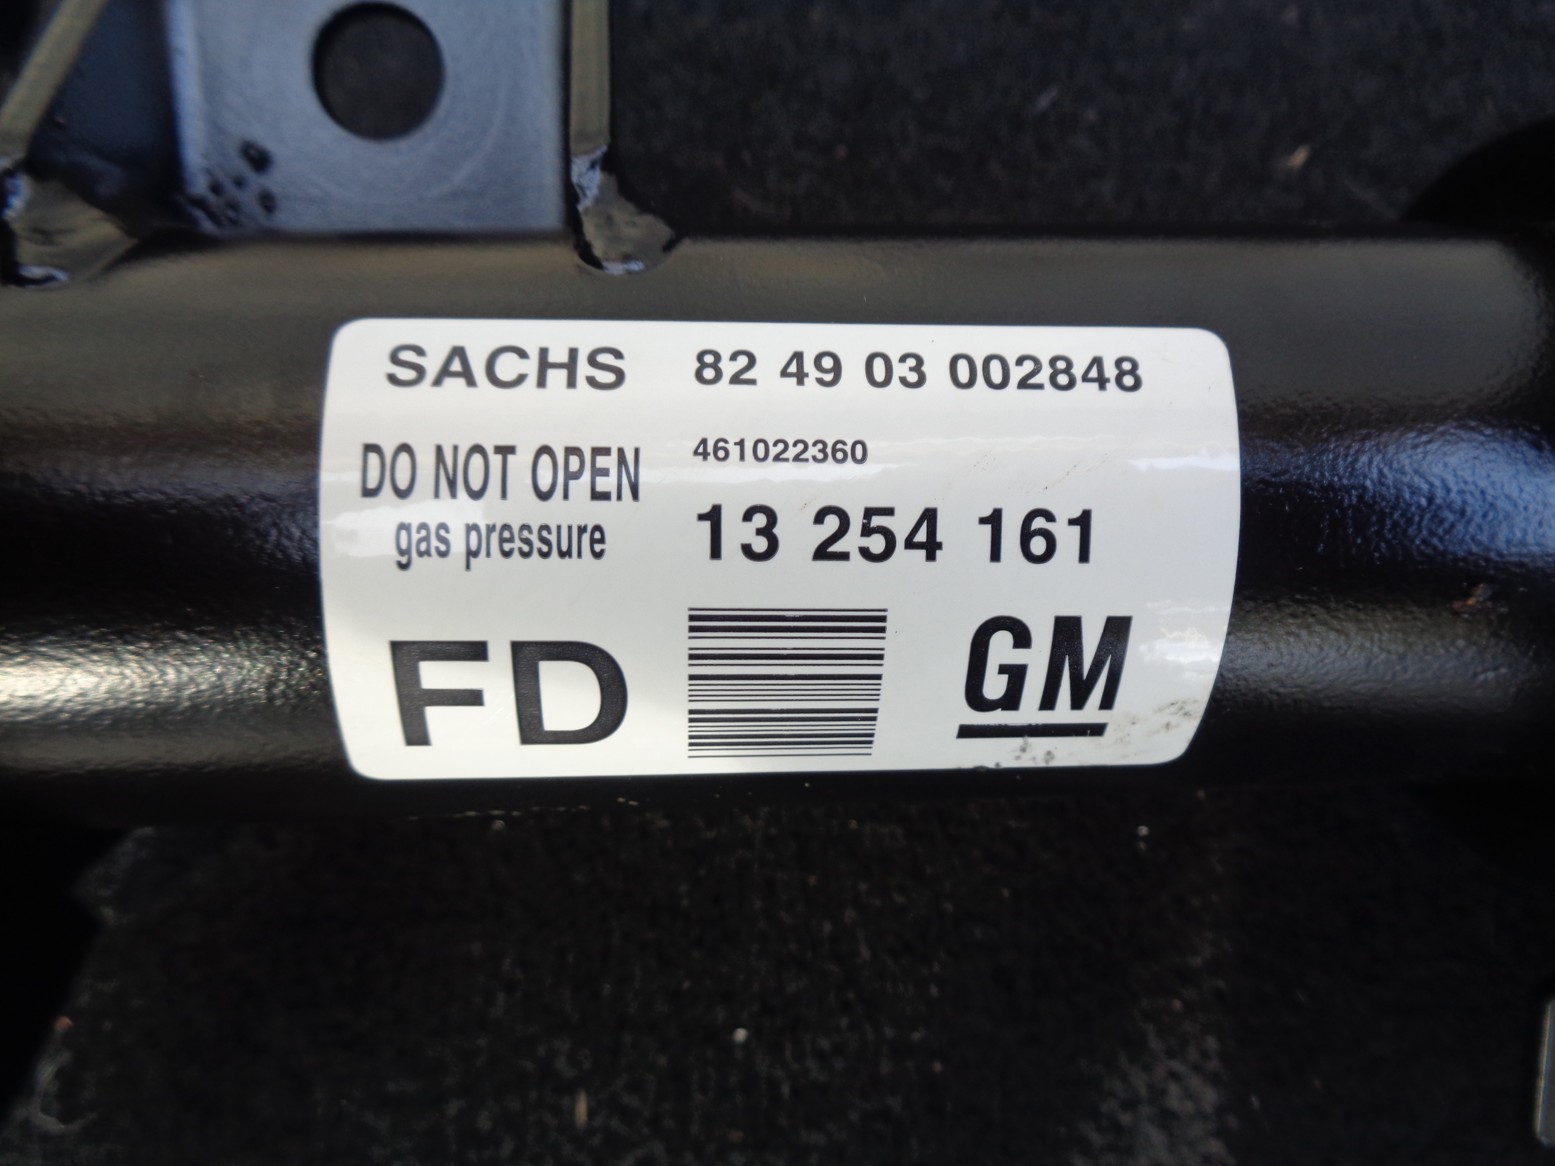 SACHS 82 49 03 002848
461022360
DO NOT OPEN
gas pressure
13 254 161
FD
GM